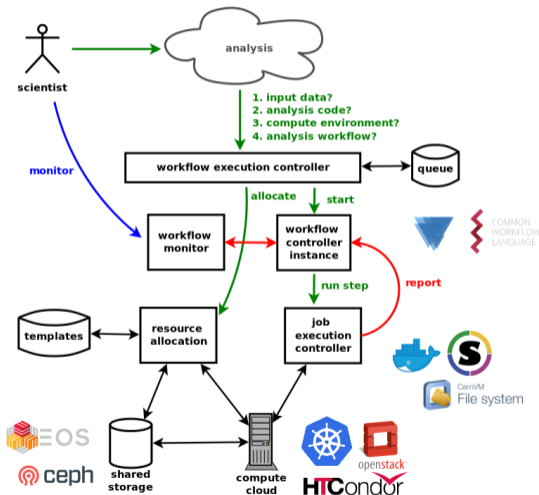 analysis
scientist
1. input data?
2. analysis code?
3. compute environment?
4. analysis workflow?
workflow execution controller
queue
monitor
allocate
start
workflow
monitor
workflow
controller
instance
COMMON
WORKFLOW
LANGUAGE
run step
report
templates
resource
allocation
job
execution
controller
S
CernVM
File system
EOS
ceph
shared
storage
compute
cloud
openstack
HTCondor